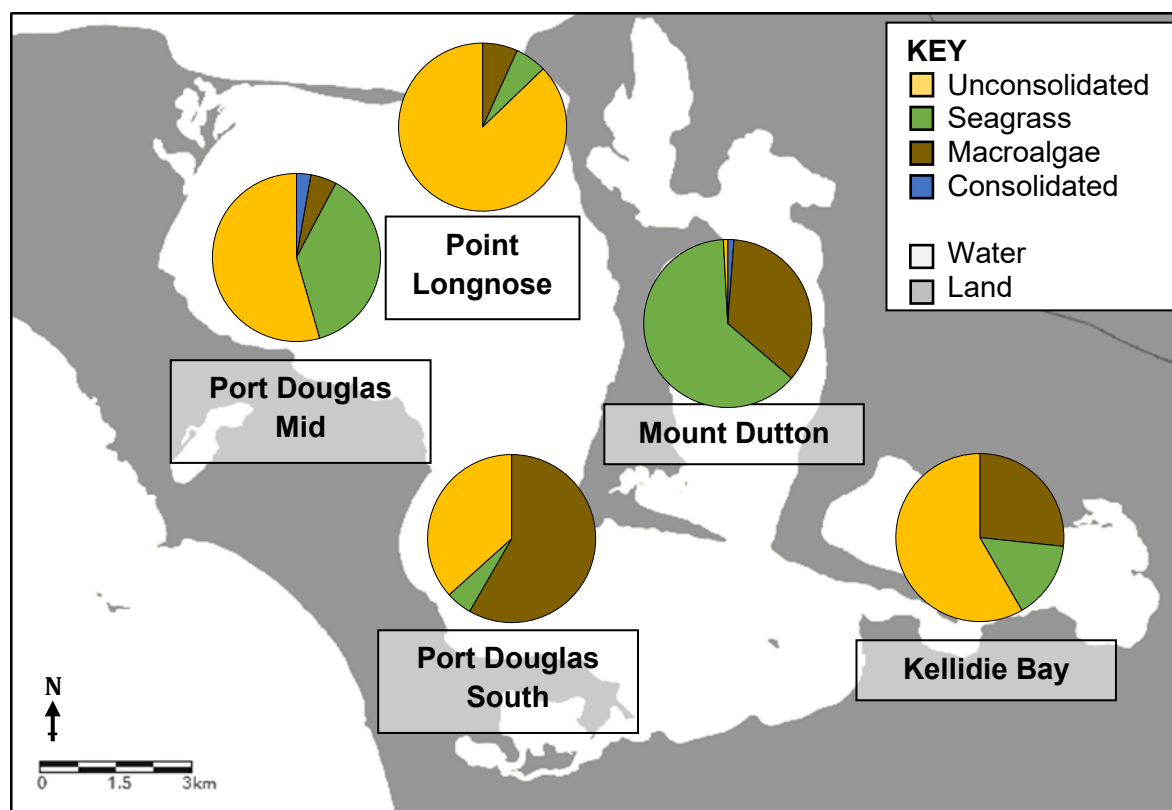 KEY
Unconsolidated
Seagrass
Macroalgae
Consolidated
Water
Land
Point
Longnose
Port Douglas
Mid
Mount Dutton
Port Douglas
South
Kellidie Bay
N
0 1.5 3km